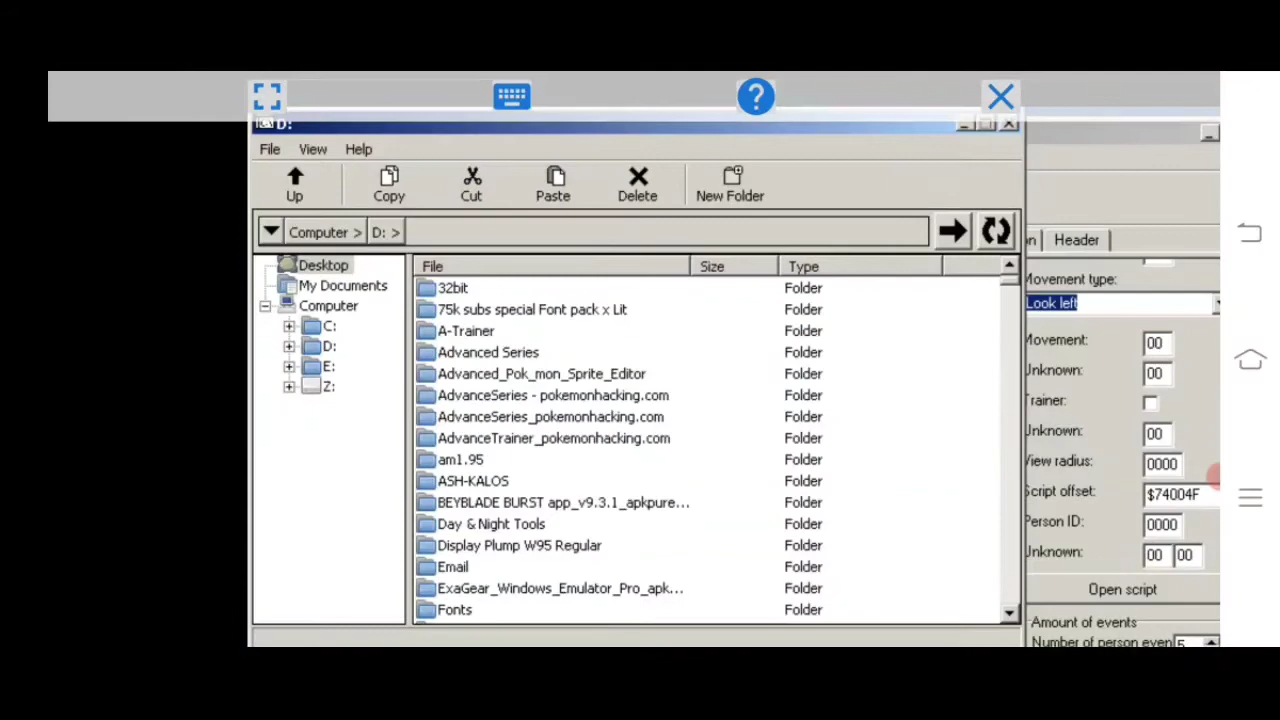 D:
File View Help
Up Copy Cut Paste Delete New Folder
Computer > D: >
Header
Desktop
My Documents
Computer
C:
D:
E:
Z:
File Size Type
32bit Folder
75k subs special Font pack x Lit Folder
A-Trainer Folder
Advanced Series Folder
Advanced_Pok_mon_Sprite_Editor Folder
AdvanceSeries - pokemonhacking.com Folder
AdvanceSeries_pokemonhacking.com Folder
AdvanceTrainer_pokemonhacking.com Folder
am1.95 Folder
ASH-KALOS Folder
BEYBLADE BURST app_v9.3.1_apkpure... Folder
Day & Night Tools Folder
Display Plump W95 Regular Folder
Email Folder
ExaGear_Windows_Emulator_Pro_apk... Folder
Fonts Folder
Movement type:
Look left
Movement: 00
Unknown: 00
Trainer:
Unknown: 00
View radius: 0000
Script offset: $74004F
Person ID: 0000
Unknown: 00 00
Open script
Amount of events
Number of person even 5